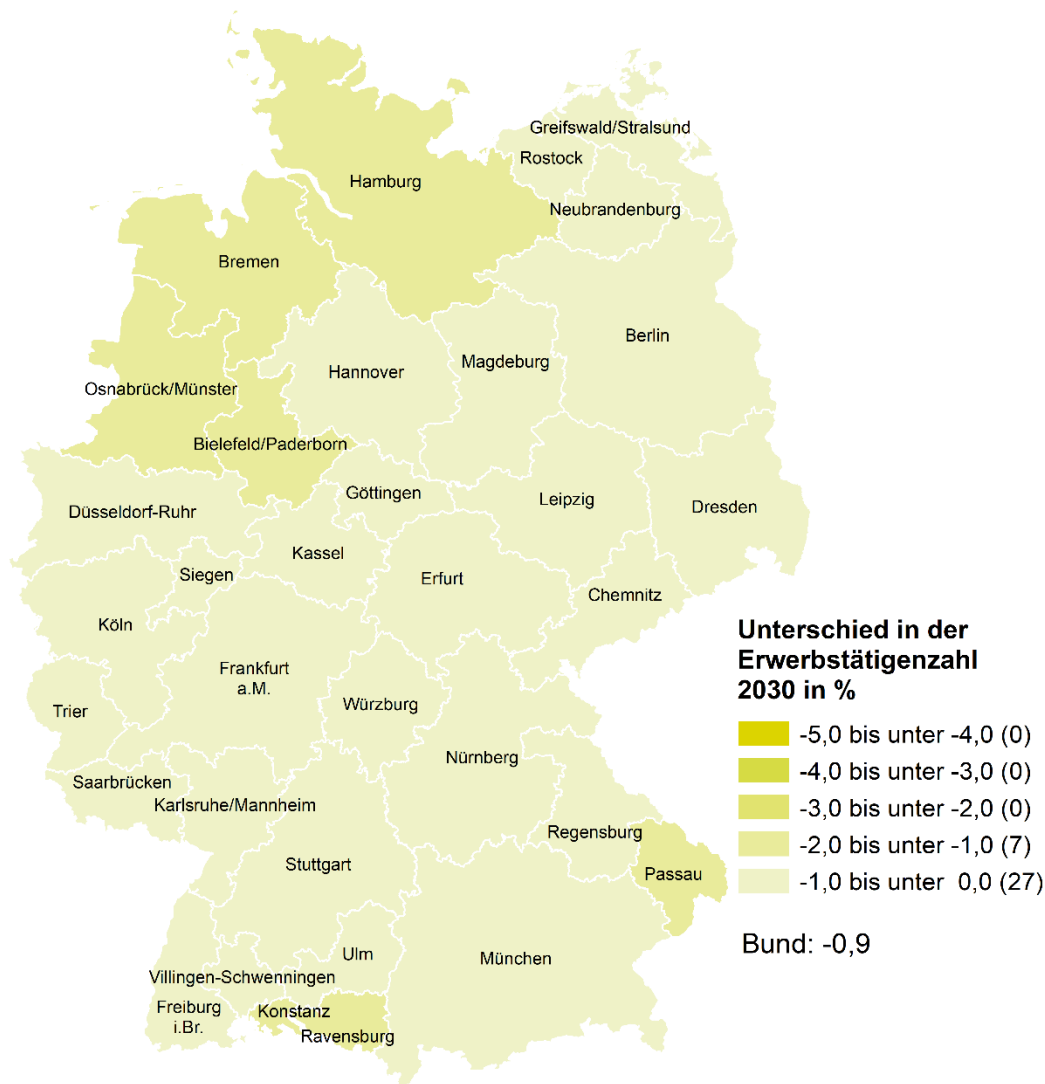 Greifswald/Stralsund
Rostock
Hamburg
Neubrandenburg
Bremen
Berlin
Magdeburg
Hannover
Osnabrück/Münster
Bielefeld/Paderborn
Göttingen
Leipzig
Dresden
Düsseldorf-Ruhr
Kassel
Siegen
Erfurt
Chemnitz
Köln
Frankfurt
a.M.
Würzburg
Trier
Nürnberg
Saarbrücken
Karlsruhe/Mannheim
Regensburg
Stuttgart
Passau
Ulm
München
Villingen-Schwenningen
Freiburg
i.Br.
Konstanz
Ravensburg
Unterschied in der
Erwerbstätigenzahl
2030 in %
-5,0 bis unter -4,0 (0)
-4,0 bis unter -3,0 (0)
-3,0 bis unter -2,0 (0)
-2,0 bis unter -1,0 (7)
-1,0 bis unter 0,0 (27)
Bund: -0,9